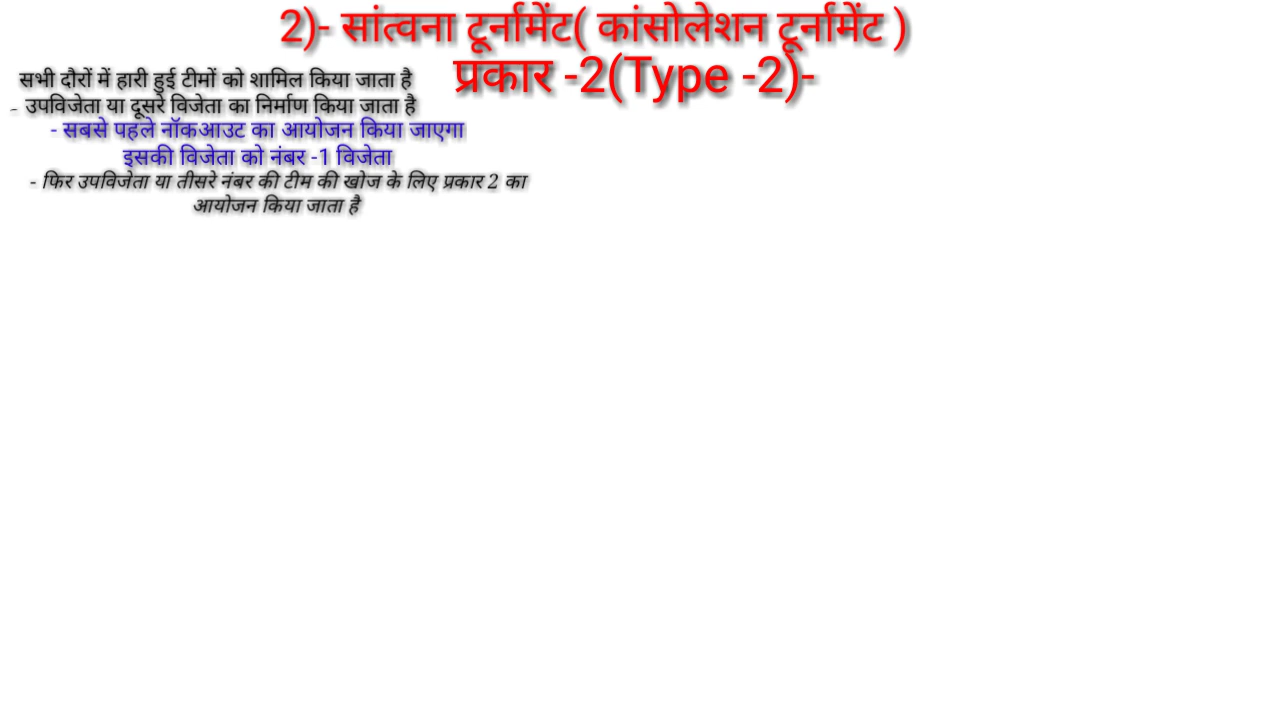 2)- सांत्वना टूर्नामेंट( कांसोलेशन टूर्नामेंट )
प्रकार -2(Type -2)-
सभी दौरों में हारी हुई टीमों को शामिल किया जाता है
- उपविजेता या दूसरे विजेता का निर्माण किया जाता है
- सबसे पहले नॉकआउट का आयोजन किया जाएगा
इसकी विजेता को नंबर -1 विजेता
- फिर उपविजेता या तीसरे नंबर की टीम की खोज के लिए प्रकार 2 का
आयोजन किया जाता है